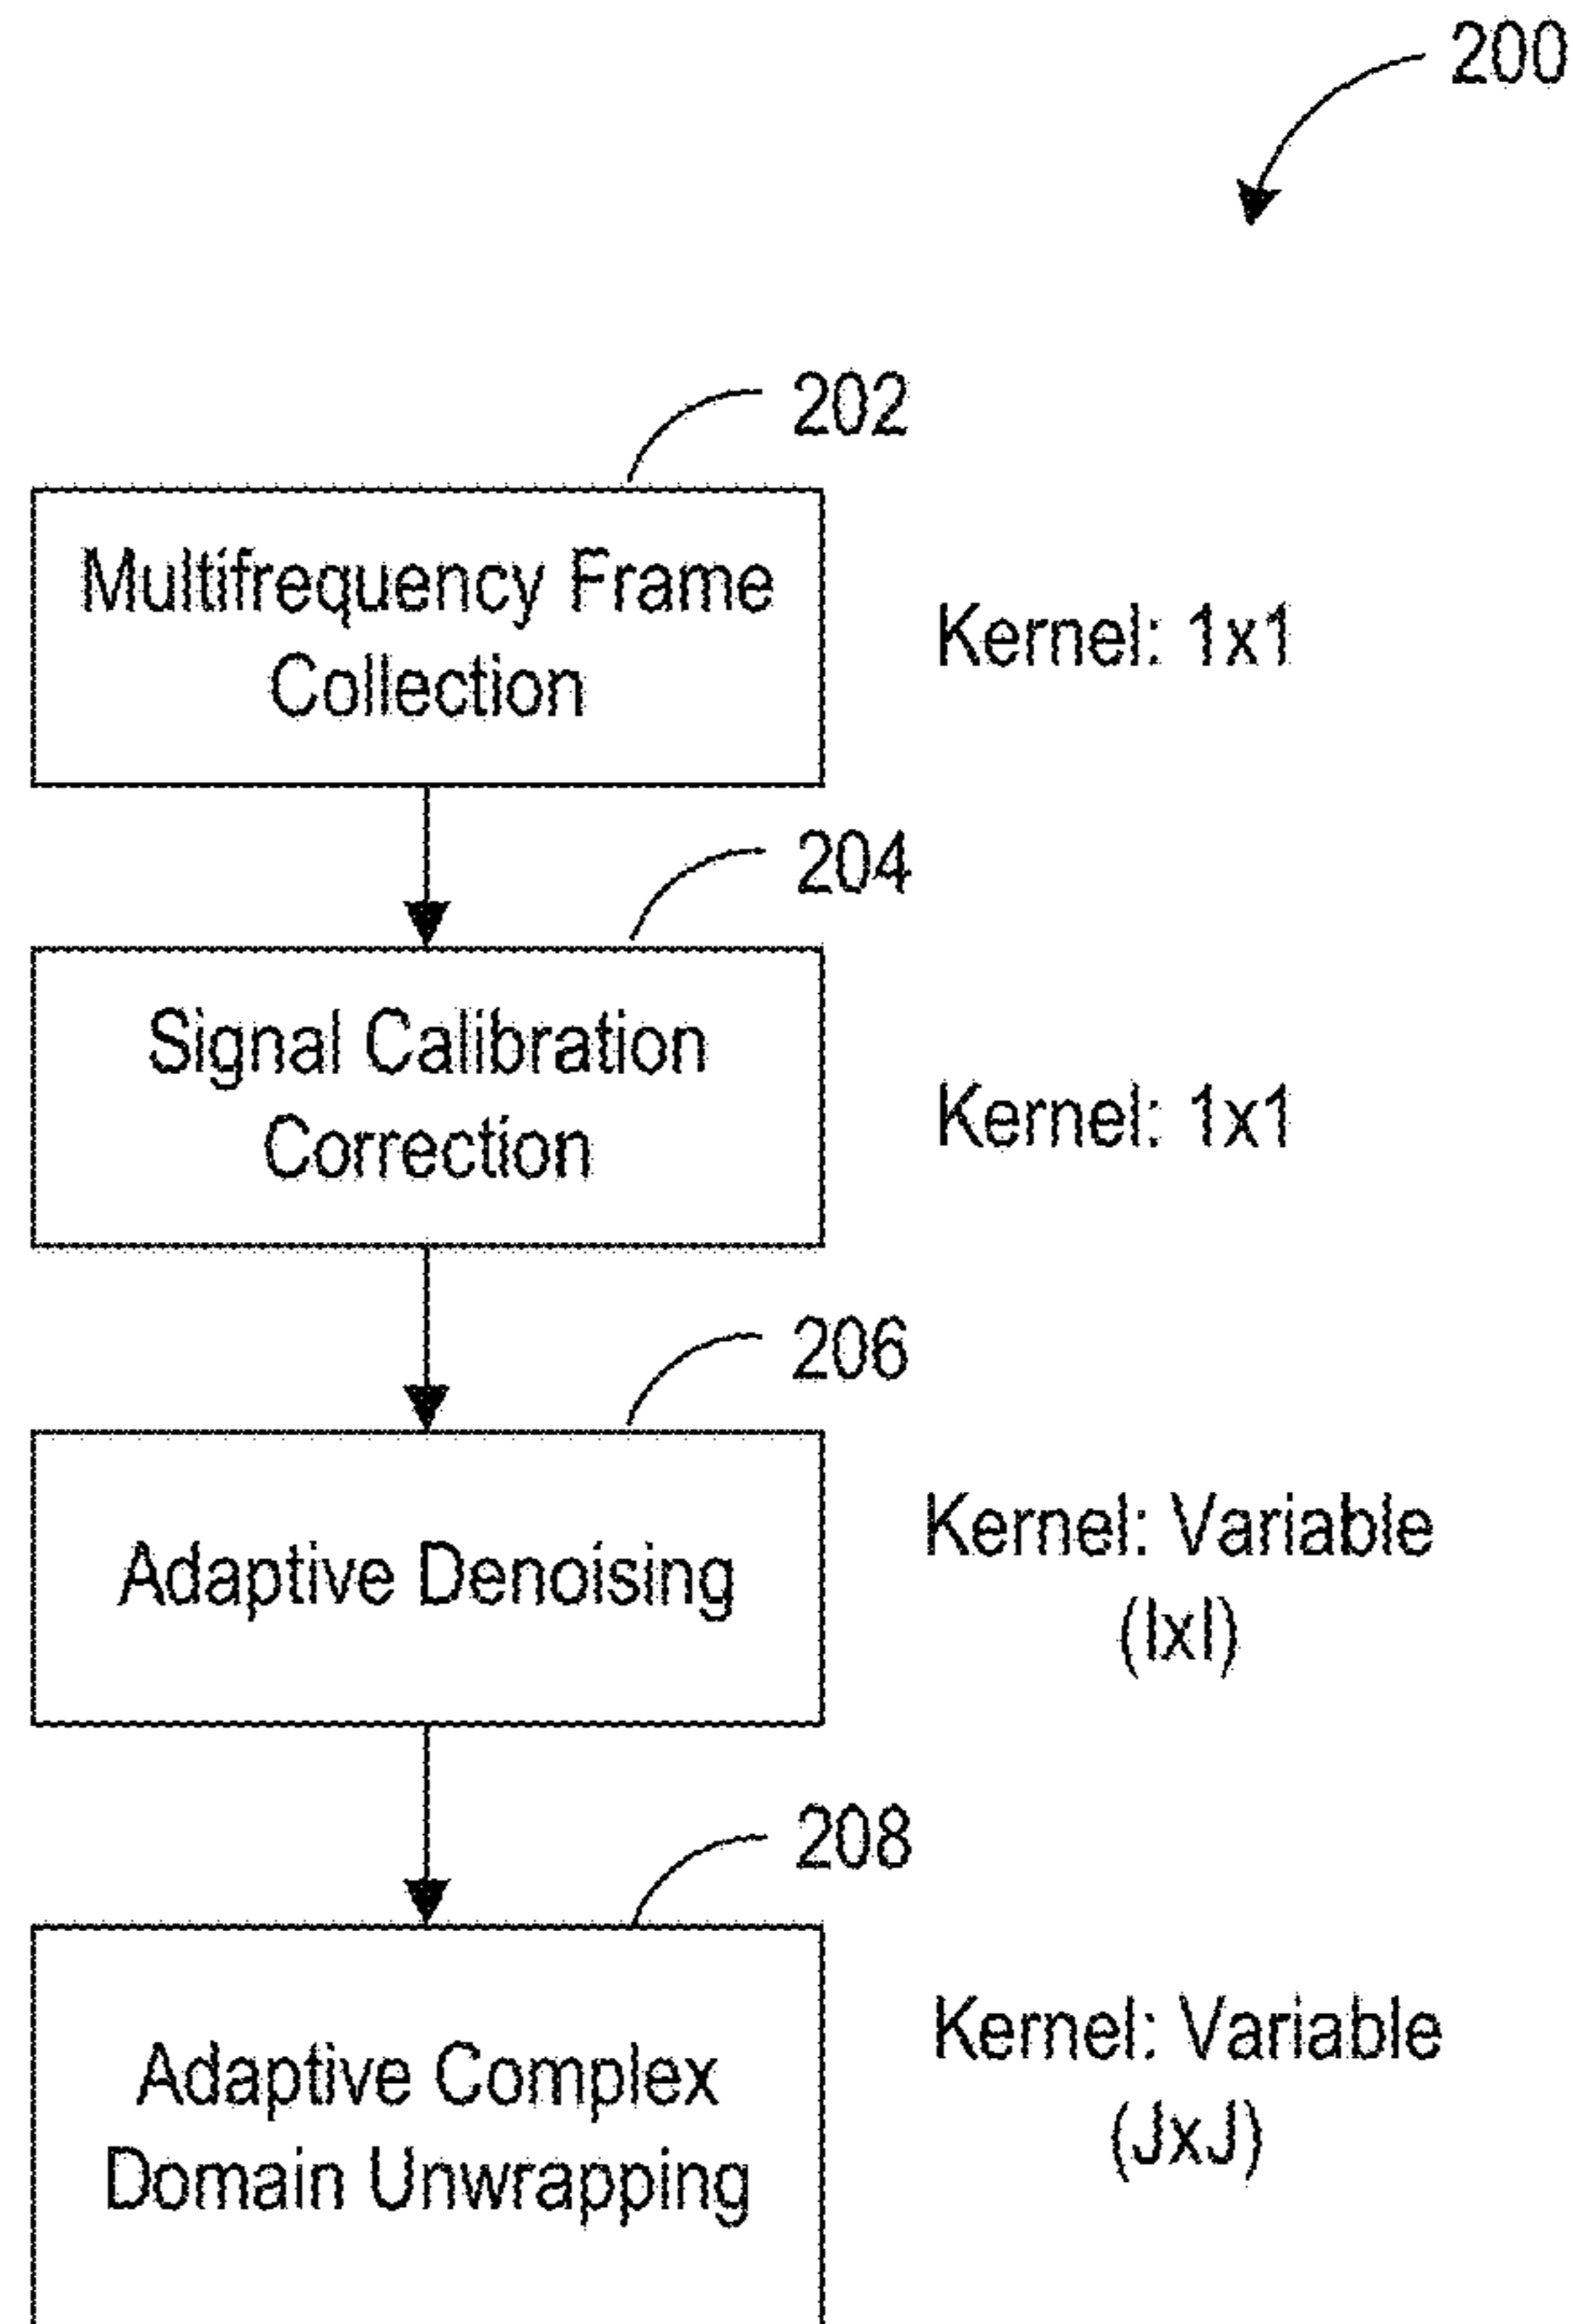 200
202
Multifrequency Frame
Collection
Kernel: 1x1
204
Signal Calibration
Correction
Kernel: 1x1
206
Adaptive Denoising
Kernel: Variable
(IxI)
208
Adaptive Complex
Domain Unwrapping
Kernel: Variable
(JxJ)